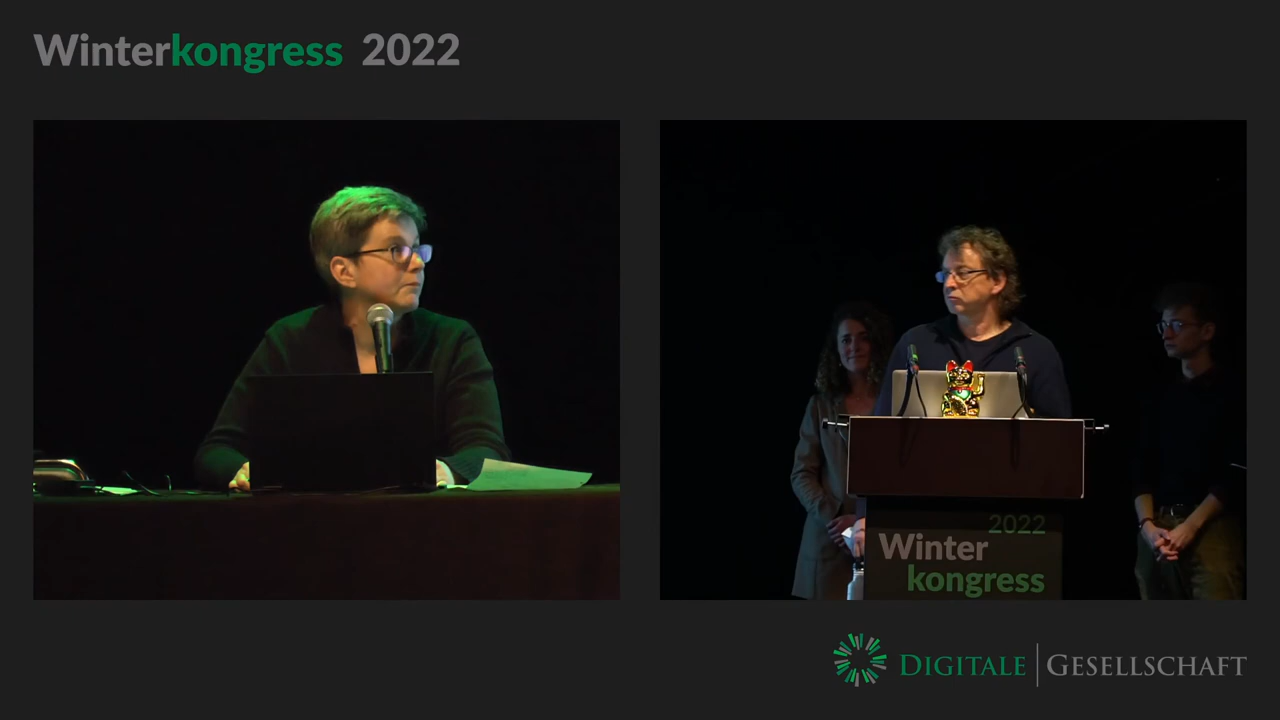 Winterkongress 2022
2022
Winter
kongress
DIGITALE | GESELLSCHAFT